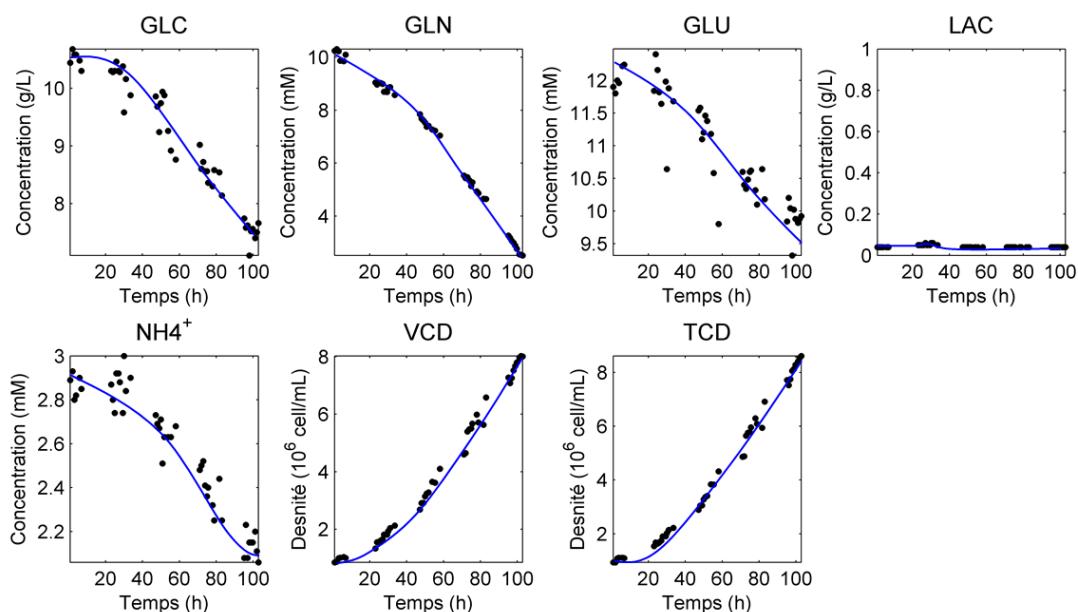 GLC
GLN
GLU
LAC
Concentration (g/L)
10
9
8
20 40 60 80 100
Temps (h)
Concentration (mM)
10
8
6
4
20 40 60 80 100
Temps (h)
Concentration (mM)
12
11.5
11
10.5
10
9.5
20 40 60 80 100
Temps (h)
Concentration (g/L)
1
0.8
0.6
0.4
0.2
0
20 40 60 80 100
Temps (h)
NH4+
VCD
TCD
Concentration (mM)
3
2.8
2.6
2.4
2.2
20 40 60 80 100
Temps (h)
Desnité (10^6 cell/mL)
8
6
4
2
20 40 60 80 100
Temps (h)
Desnité (10^6 cell/mL)
8
6
4
2
20 40 60 80 100
Temps (h)